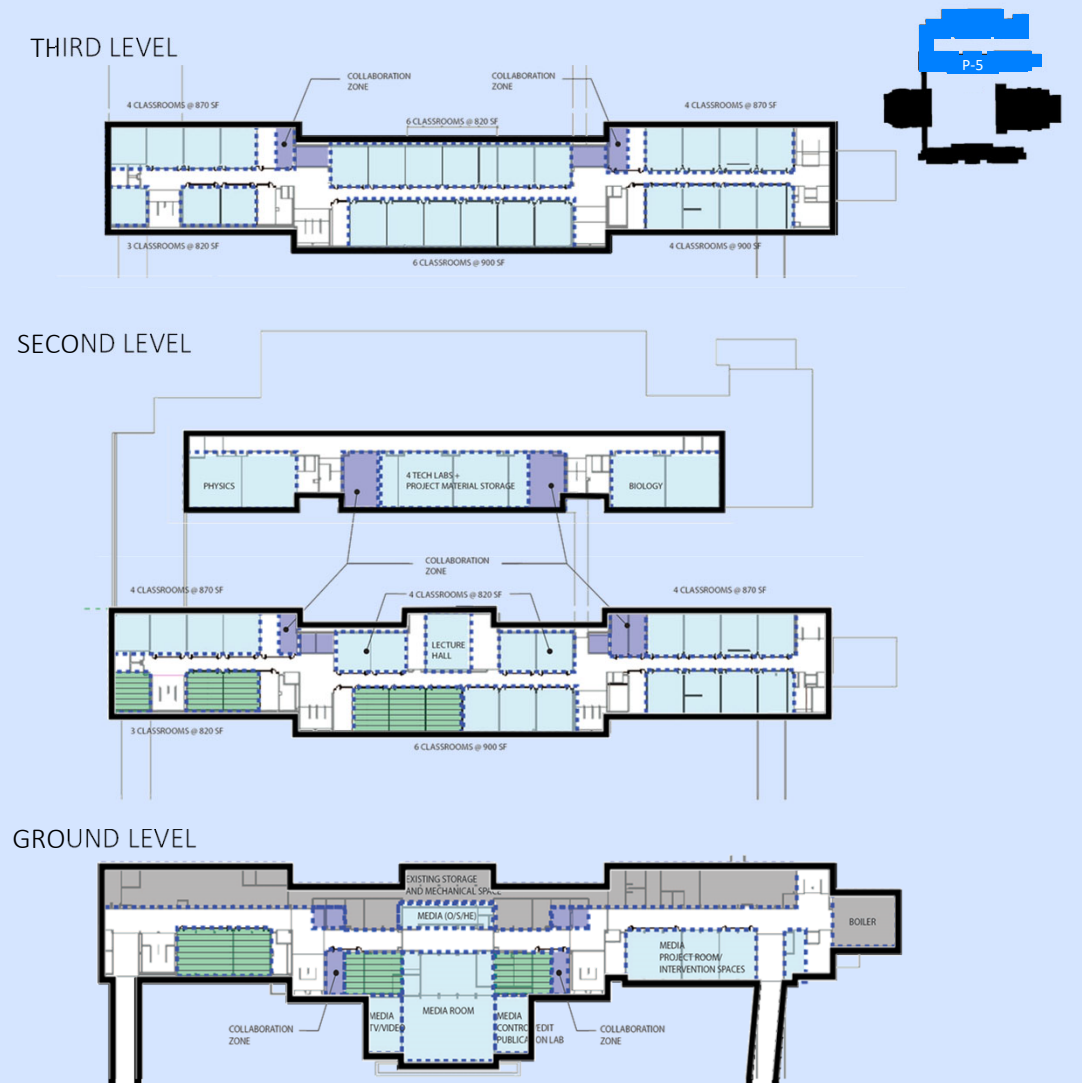 THIRD LEVEL
P-5
COLLABORATION
ZONE
COLLABORATION
ZONE
4 CLASSROOMS @ 870 SF
6 CLASSROOMS @ 820 SF
4 CLASSROOMS @ 870 SF
3 CLASSROOMS @ 820 SF
6 CLASSROOMS @ 900 SF
4 CLASSROOMS @ 900 SF
SECOND LEVEL
PHYSICS
4 TECH LABS +
PROJECT MATERIAL STORAGE
BIOLOGY
COLLABORATION
ZONE
4 CLASSROOMS @ 870 SF
4 CLASSROOMS @ 820 SF
4 CLASSROOMS @ 870 SF
LECTURE
HALL
3 CLASSROOMS @ 820 SF
6 CLASSROOMS @ 900 SF
GROUND LEVEL
EXISTING STORAGE
AND MECHANICAL SPACE
MEDIA (O/S/HE)
BOILER
MEDIA
PROJECT ROOM/
INTERVENTION SPACES
MEDIA ROOM
MEDIA
TV/VIDEO
MEDIA
CONTROL/EDIT
PUBLICATION LAB
COLLABORATION
ZONE
COLLABORATION
ZONE